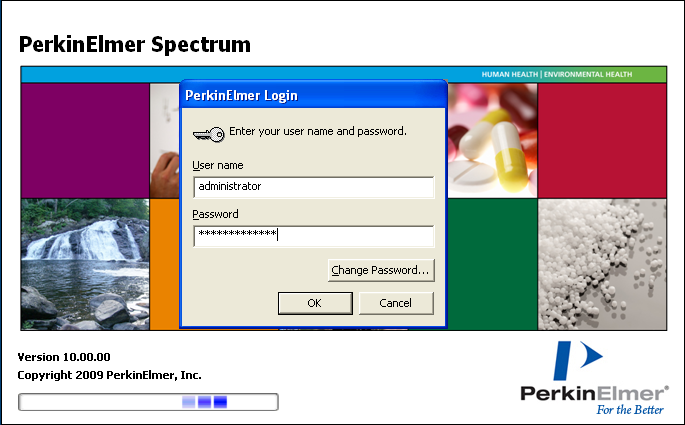 PerkinElmer Spectrum
HUMAN HEALTH | ENVIRONMENTAL HEALTH
PerkinElmer Login
Enter your user name and password.
User name
administrator
Password
*************
Change Password...
OK
Cancel
Version 10.00.00
Copyright 2009 PerkinElmer, Inc.
PerkinElmer®
For the Better